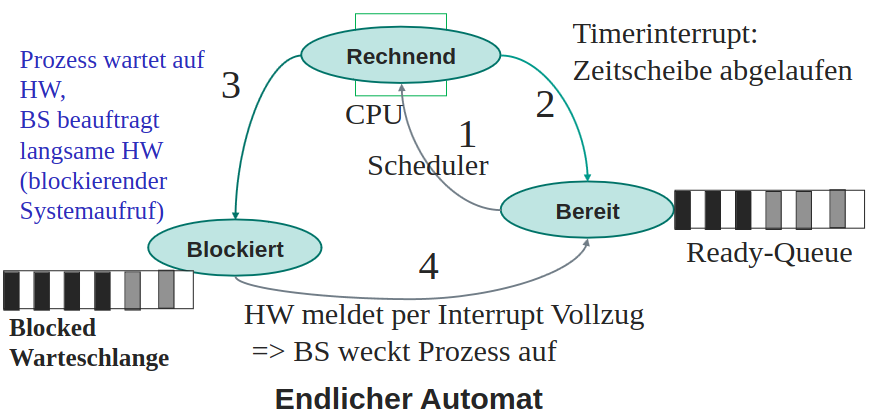 Prozess wartet auf
HW,
BS beauftragt
langsame HW
(blockierender
Systemaufruf)
3
Rechnend
CPU
Timerinterrupt:
Zeitscheibe abgelaufen
2
1
Scheduler
Bereit
Ready-Queue
Blockiert
Blocked
Warteschlange
4
HW meldet per Interrupt Vollzug
=> BS weckt Prozess auf
Endlicher Automat